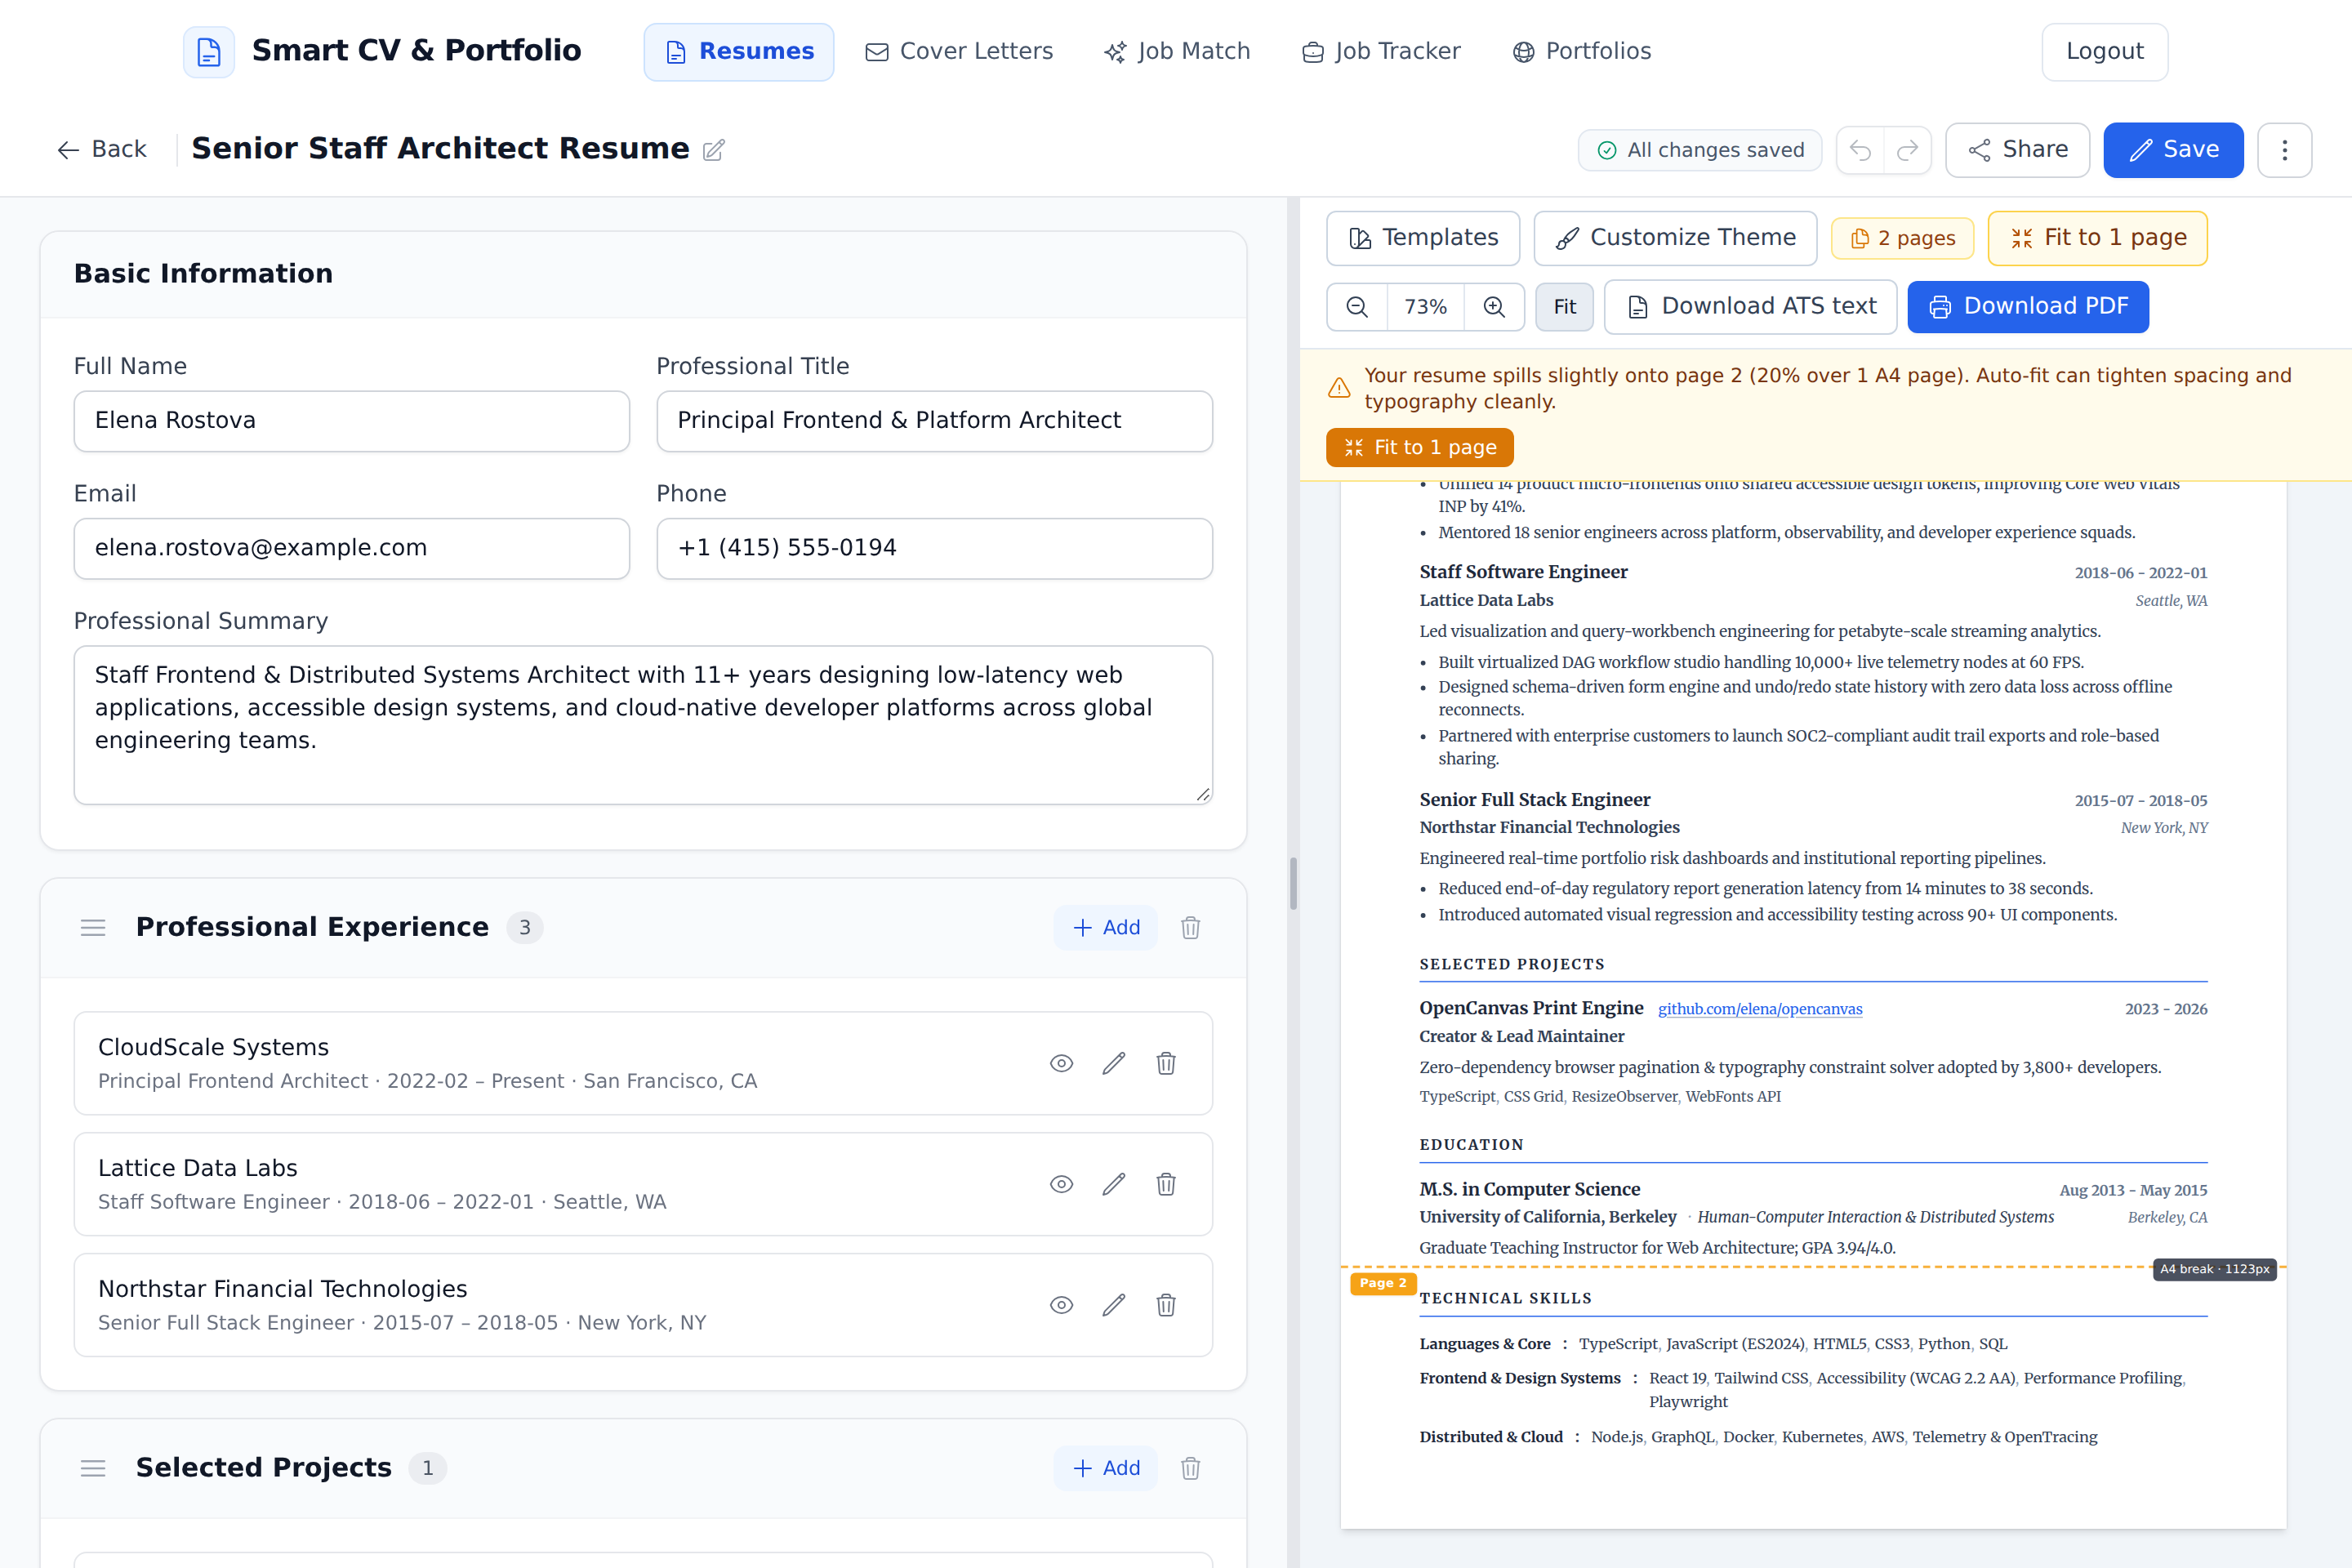 Smart CV & Portfolio
Resumes
Cover Letters
Job Match
Job Tracker
Portfolios
Logout
Back
Senior Staff Architect Resume
All changes saved
Share
Save
Basic Information
Full Name
Professional Title
Elena Rostova
Principal Frontend & Platform Architect
Email
Phone
elena.rostova@example.com
+1 (415) 555-0194
Professional Summary
Staff Frontend & Distributed Systems Architect with 11+ years designing low-latency web
applications, accessible design systems, and cloud-native developer platforms across global
engineering teams.
Professional Experience 3
Add
CloudScale Systems
Principal Frontend Architect · 2022-02 – Present · San Francisco, CA
Lattice Data Labs
Staff Software Engineer · 2018-06 – 2022-01 · Seattle, WA
Northstar Financial Technologies
Senior Full Stack Engineer · 2015-07 – 2018-05 · New York, NY
Selected Projects 1
Add
Templates
Customize Theme
2 pages
Fit to 1 page
73%
Fit
Download ATS text
Download PDF
Your resume spills slightly onto page 2 (20% over 1 A4 page). Auto-fit can tighten spacing and
typography cleanly.
Fit to 1 page
• Unified 14 product micro-frontends onto shared accessible design tokens, improving Core Web Vitals
INP by 41%.
• Mentored 18 senior engineers across platform, observability, and developer experience squads.
Staff Software Engineer 2018-06 - 2022-01
Lattice Data Labs Seattle, WA
Led visualization and query-workbench engineering for petabyte-scale streaming analytics.
• Built virtualized DAG workflow studio handling 10,000+ live telemetry nodes at 60 FPS.
• Designed schema-driven form engine and undo/redo state history with zero data loss across offline
reconnects.
• Partnered with enterprise customers to launch SOC2-compliant audit trail exports and role-based
sharing.
Senior Full Stack Engineer 2015-07 - 2018-05
Northstar Financial Technologies New York, NY
Engineered real-time portfolio risk dashboards and institutional reporting pipelines.
• Reduced end-of-day regulatory report generation latency from 14 minutes to 38 seconds.
• Introduced automated visual regression and accessibility testing across 90+ UI components.
SELECTED PROJECTS
OpenCanvas Print Engine github.com/elena/opencanvas 2023 - 2026
Creator & Lead Maintainer
Zero-dependency browser pagination & typography constraint solver adopted by 3,800+ developers.
TypeScript, CSS Grid, ResizeObserver, WebFonts API
EDUCATION
M.S. in Computer Science Aug 2013 - May 2015
University of California, Berkeley · Human-Computer Interaction & Distributed Systems Berkeley, CA
Graduate Teaching Instructor for Web Architecture; GPA 3.94/4.0.
A4 break · 1123px
Page 2
TECHNICAL SKILLS
Languages & Core : TypeScript, JavaScript (ES2024), HTML5, CSS3, Python, SQL
Frontend & Design Systems : React 19, Tailwind CSS, Accessibility (WCAG 2.2 AA), Performance Profiling,
Playwright
Distributed & Cloud : Node.js, GraphQL, Docker, Kubernetes, AWS, Telemetry & OpenTracing